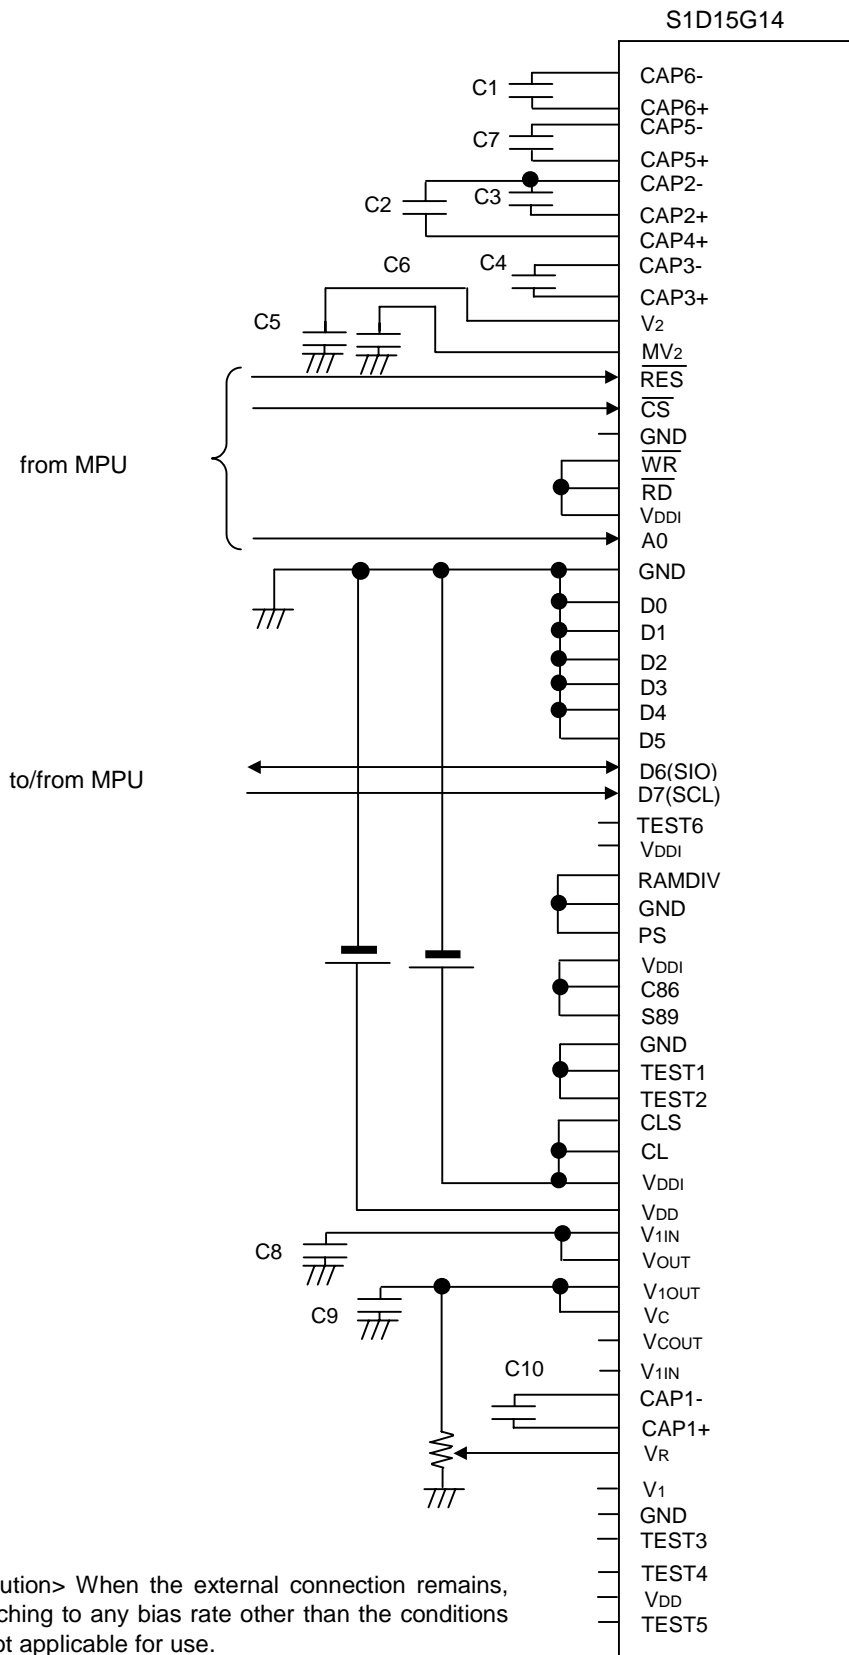 S1D15G14
CAP6-
C1
CAP6+
CAP5-
C7
CAP5+
CAP2-
C2
C3
CAP2+
CAP4+
C6
C4
CAP3-
CAP3+
C5
V2
MV2
RES
CS
GND
from MPU
WR
RD
VDDI
A0
GND
D0
D1
D2
D3
D4
D5
to/from MPU
D6(SIO)
D7(SCL)
TEST6
VDDI
RAMDIV
GND
PS
VDDI
C86
S89
GND
TEST1
TEST2
CLS
CL
VDDI
VDD
V1IN
C8
VOUT
V1OUT
C9
VC
VCOUT
C10
V1IN
CAP1-
CAP1+
VR
V1
GND
TEST3
TEST4
VDD
TEST5
ution> When the external connection remains,
ching to any bias rate other than the conditions
ot applicable for use.